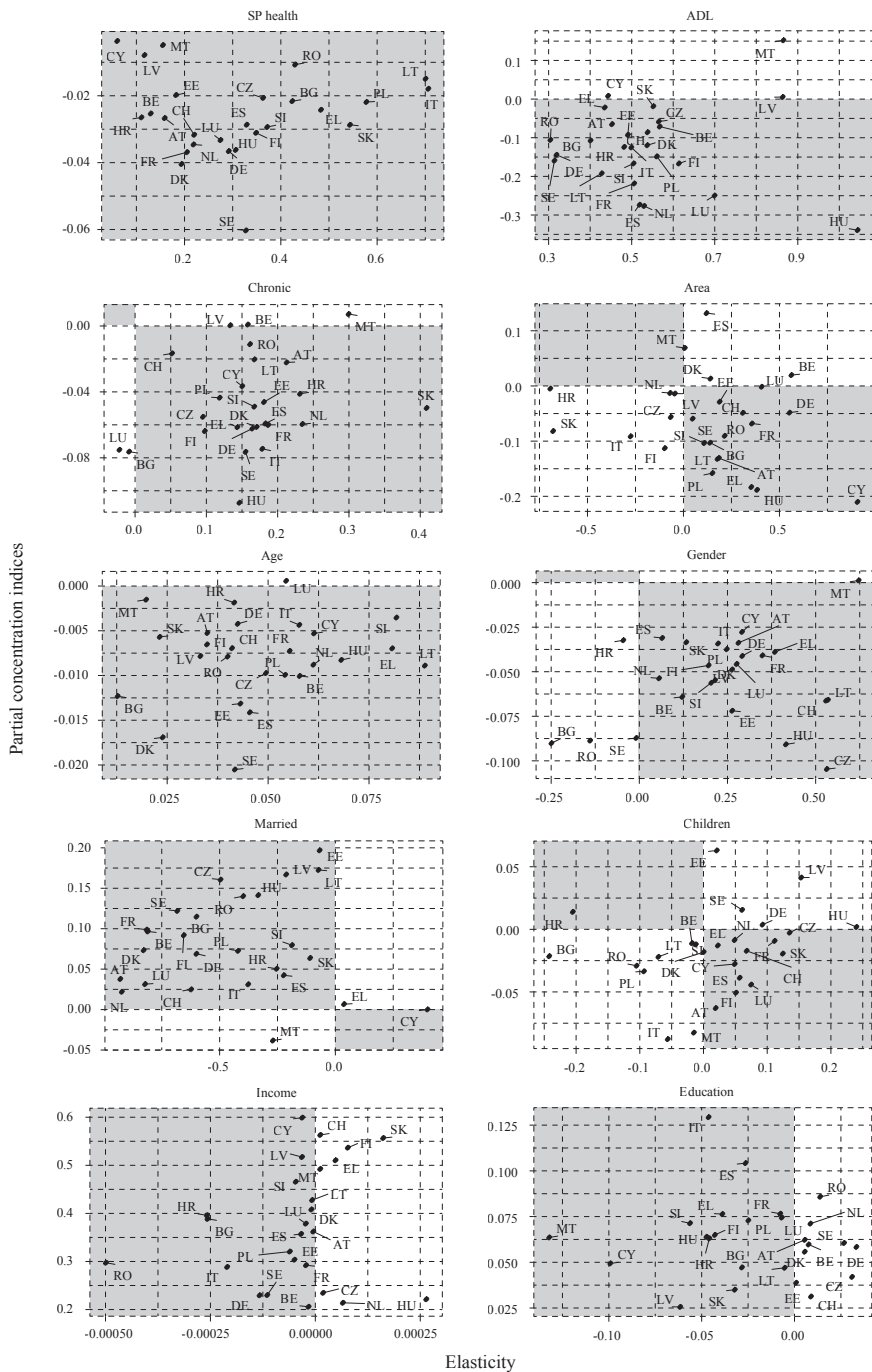 SP health
CY
MT
LV
RO
EE
CZ
BG
PL
LT
IT
BE
CH
HR
AT
LU
ES
SI
EL
SK
FR
NL
HU
FI
DE
DK
SE
-0.02
-0.04
-0.06
0.2
0.4
0.6
ADL
MT
CY
SK
LV
EL
RO
AT
EE
CZ
CH
DK
BE
BG
HR
IT
PL
FI
SE
DE
LT
SI
FR
ES
NL
LU
HU
0.1
0.0
-0.1
-0.2
-0.3
0.3
0.5
0.7
0.9
Chronic
LV
BE
MT
CH
RO
AT
LT
CY
PL
SI
EE
HR
SK
CZ
EL
DK
ES
NL
FI
DE
FR
LU
BG
SE
IT
HU
0.00
-0.04
-0.08
0.0
0.1
0.2
0.3
0.4
Area
ES
MT
DK
BE
HR
NL
EE
LU
SK
CZ
LV
CH
DE
IT
SE
RO
FR
FI
SI
BG
LT
AT
PL
EL
HU
CY
0.1
0.0
-0.1
-0.2
-0.5
0.0
0.5
Age
LU
MT
HR
SK
AT
DE
IT
CY
SI
FI
CH
FR
NL
HU
LV
RO
PL
EL
LT
CZ
BE
BG
EE
ES
DK
SE
0.000
-0.005
-0.010
-0.015
-0.020
0.025
0.050
0.075
Gender
MT
HR
ES
SK
IT
CY
AT
NL
FI
PL
DE
EL
FR
DK
LV
BE
SI
LU
CH
LT
EE
BG
RO
SE
HU
CZ
0.000
-0.025
-0.050
-0.075
-0.100
-0.25
0.00
0.25
0.50
Married
EE
CZ
HU
LV
LT
SE
RO
FR
BG
SI
DK
BE
PL
FI
DE
HR
SK
AT
LU
NL
CH
IT
ES
EL
CY
MT
0.20
0.15
0.10
0.05
0.00
-0.05
-0.5
0.0
Children
EE
LV
HR
SE
DE
HU
BE
EL
NL
CZ
BG
RO
LT
SI
FR
SK
PL
DK
CY
ES
CH
FI
LU
AT
IT
MT
0.05
0.00
-0.05
-0.2
-0.1
0.0
0.1
0.2
Income
CY
CH
SK
LV
FI
MT
EL
SI
LT
HR
LU
DK
BG
ES
AT
RO
PL
EE
IT
SE
FR
DE
BE
CZ
NL
HU
0.6
0.5
0.4
0.3
0.2
-0.00050
-0.00025
0.00000
0.00025
Education
IT
ES
RO
SI
EL
FR
NL
MT
HU
FI
PL
LU
SE
CY
HR
BG
AT
DK
BE
DE
LV
SK
LT
EE
CZ
CH
0.125
0.100
0.075
0.050
0.025
-0.10
-0.05
0.00
Partial concentration indices
Elasticity